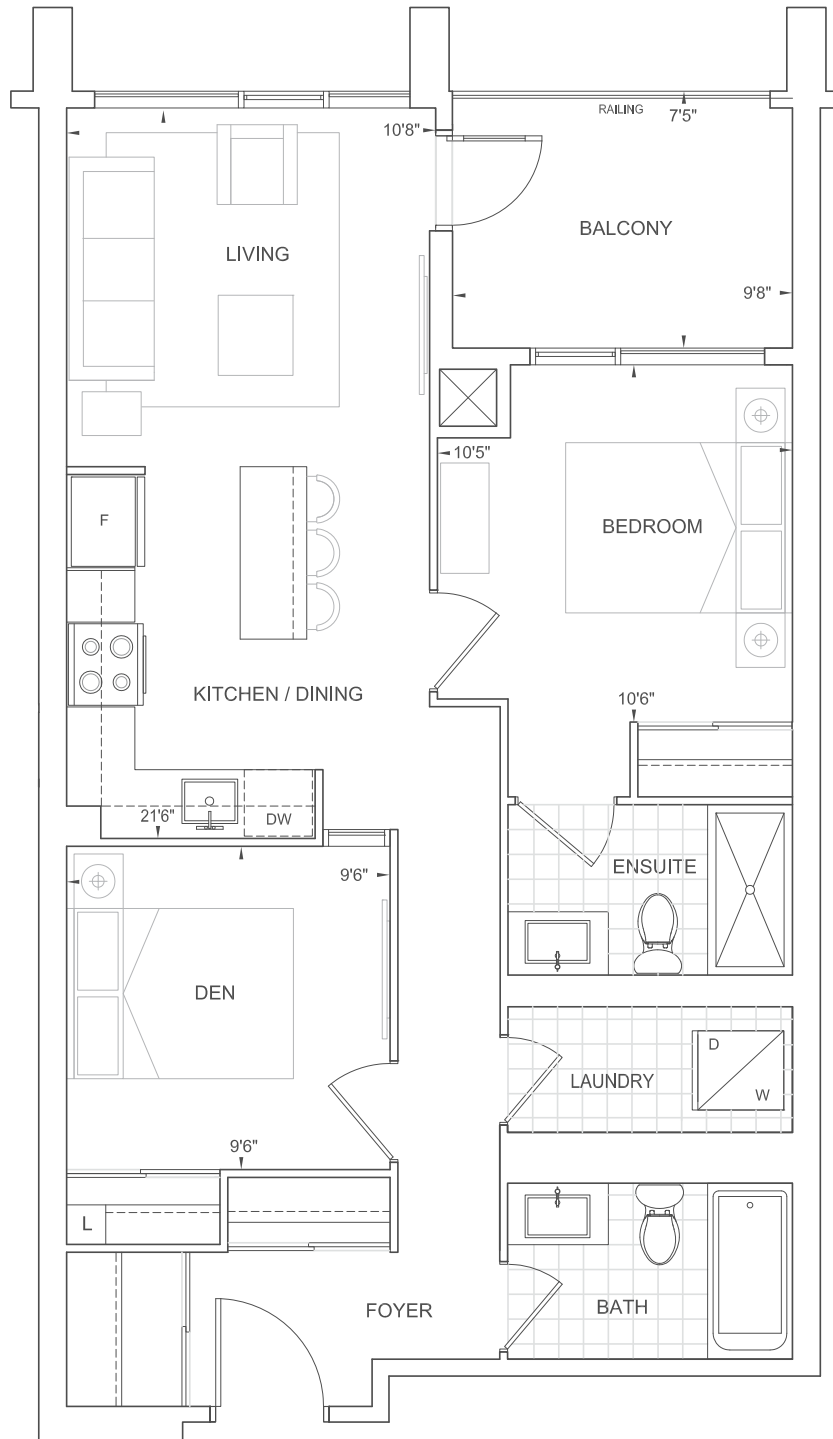 RAILING
7'5"
10'8"
BALCONY
LIVING
9'8"
10'5"
F
BEDROOM
KITCHEN / DINING
10'6"
21'6"
DW
ENSUITE
9'6"
DEN
D
LAUNDRY
W
9'6"
L
FOYER
BATH